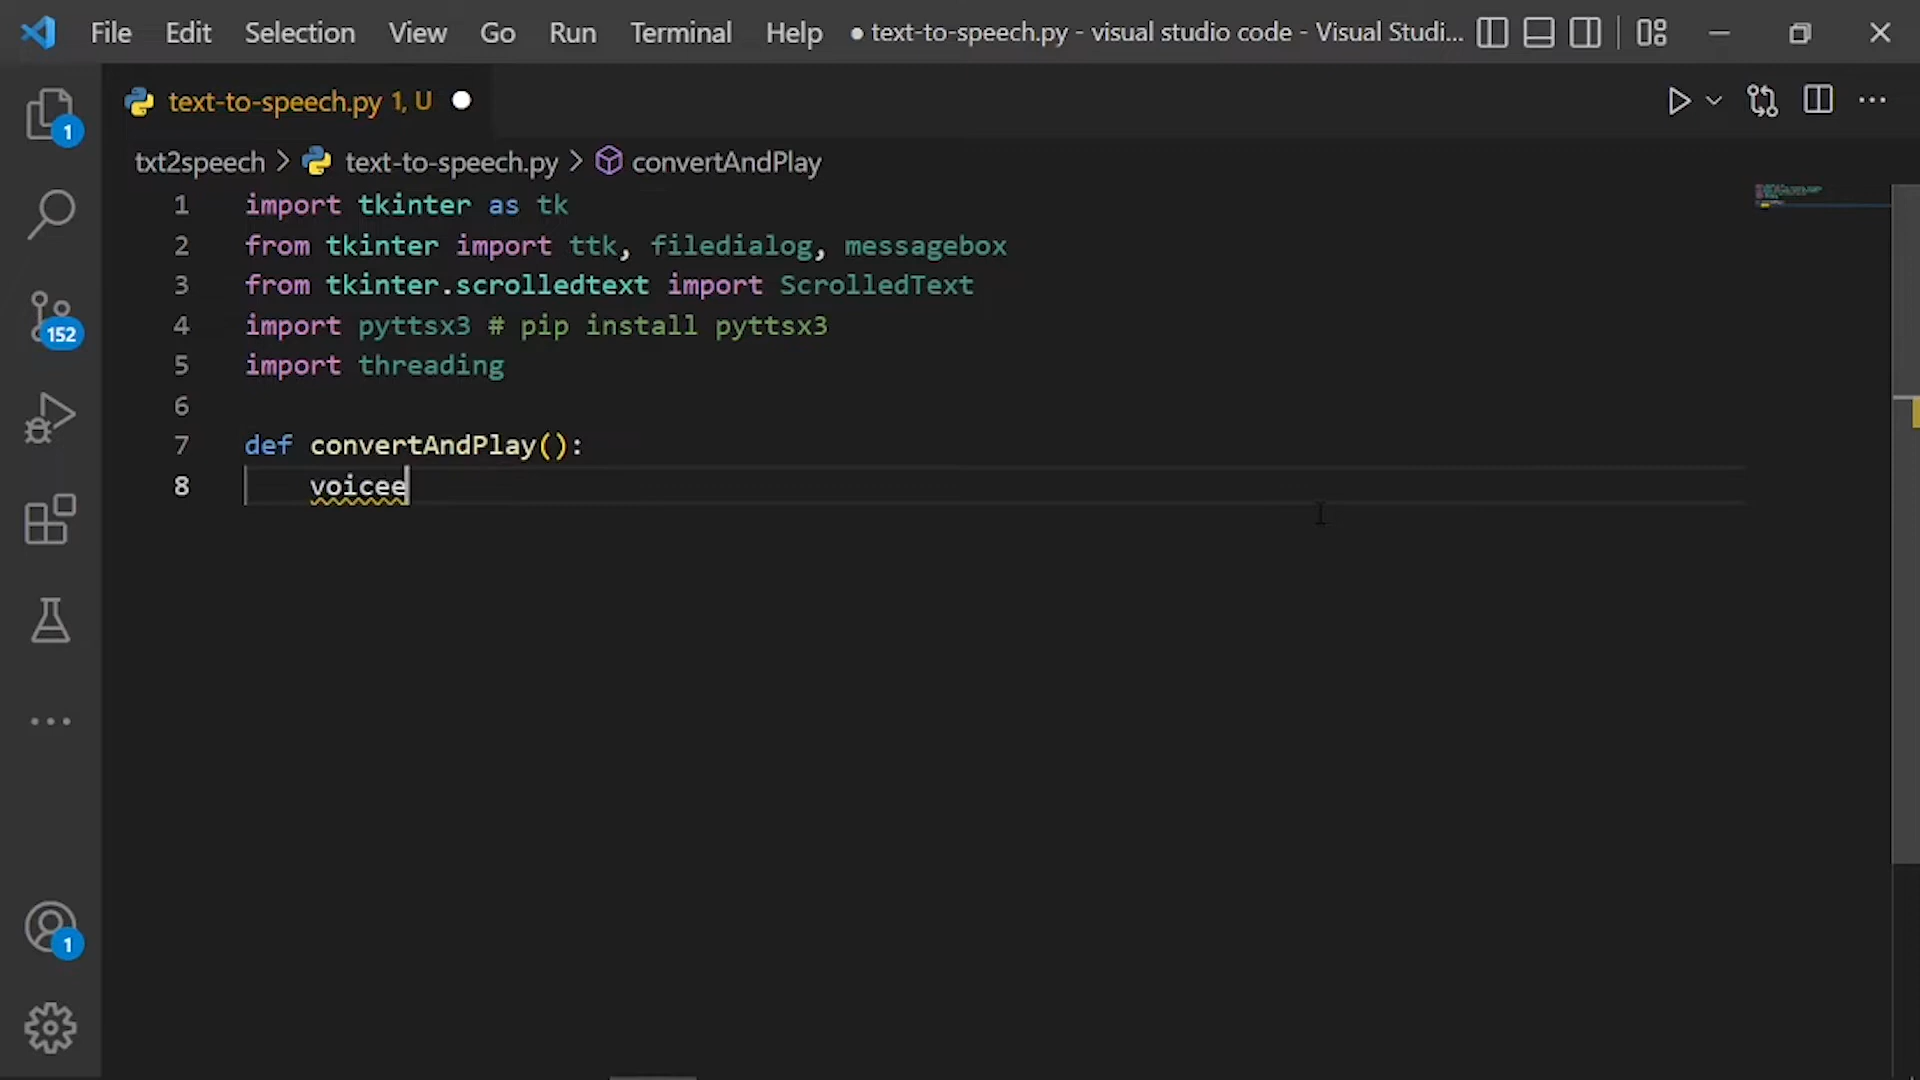 File Edit Selection View Go Run Terminal Help ● text-to-speech.py - visual studio code - Visual Studi...
1
text-to-speech.py 1, U
txt2speech > text-to-speech.py > convertAndPlay
1 import tkinter as tk
2 from tkinter import ttk, filedialog, messagebox
3 from tkinter.scrolledtext import ScrolledText
152
4 import pyttsx3 # pip install pyttsx3
5 import threading
6
7 def convertAndPlay():
8 voicee
1